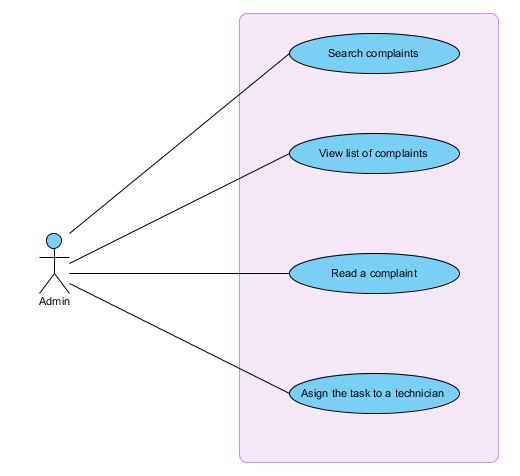 Search complaints
View list of complaints
Read a complaint
Admin
Asign the task to a technician